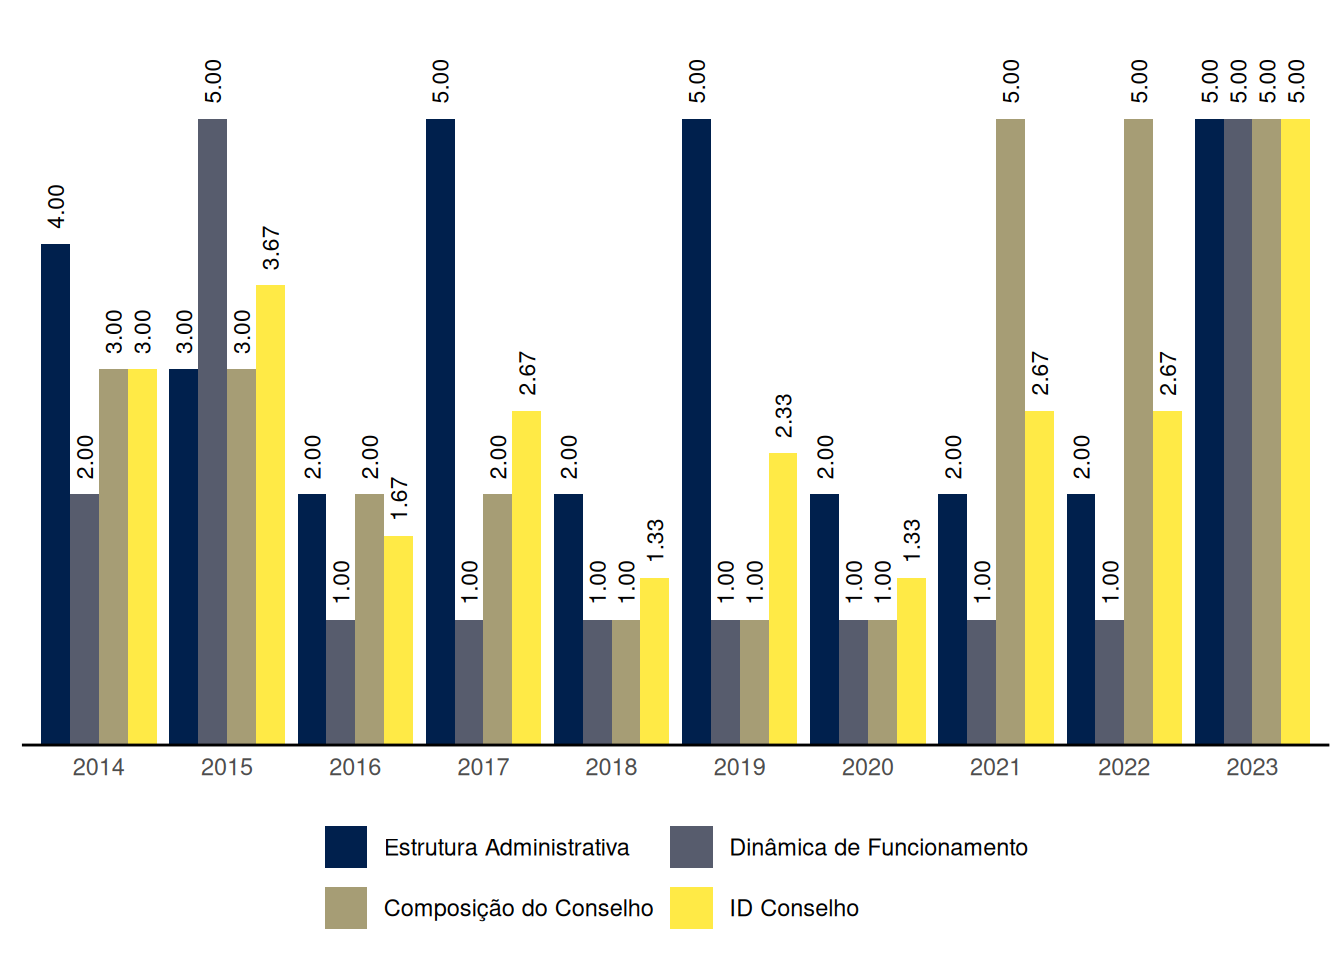 5.00 5.00 5.00 5.00 5.00 5.00 5.00 5.00 5.00
4.00
3.67
3.00 3.00 3.00 3.00
2.67 2.67 2.67
2.33
2.00 2.00 2.00 2.00 2.00 2.00 2.00 2.00
1.67
1.33 1.33
1.00 1.00 1.00 1.00 1.00 1.00 1.00 1.00 1.00 1.00
2014 2015 2016 2017 2018 2019 2020 2021 2022 2023
Estrutura Administrativa Dinâmica de Funcionamento
Composição do Conselho ID Conselho